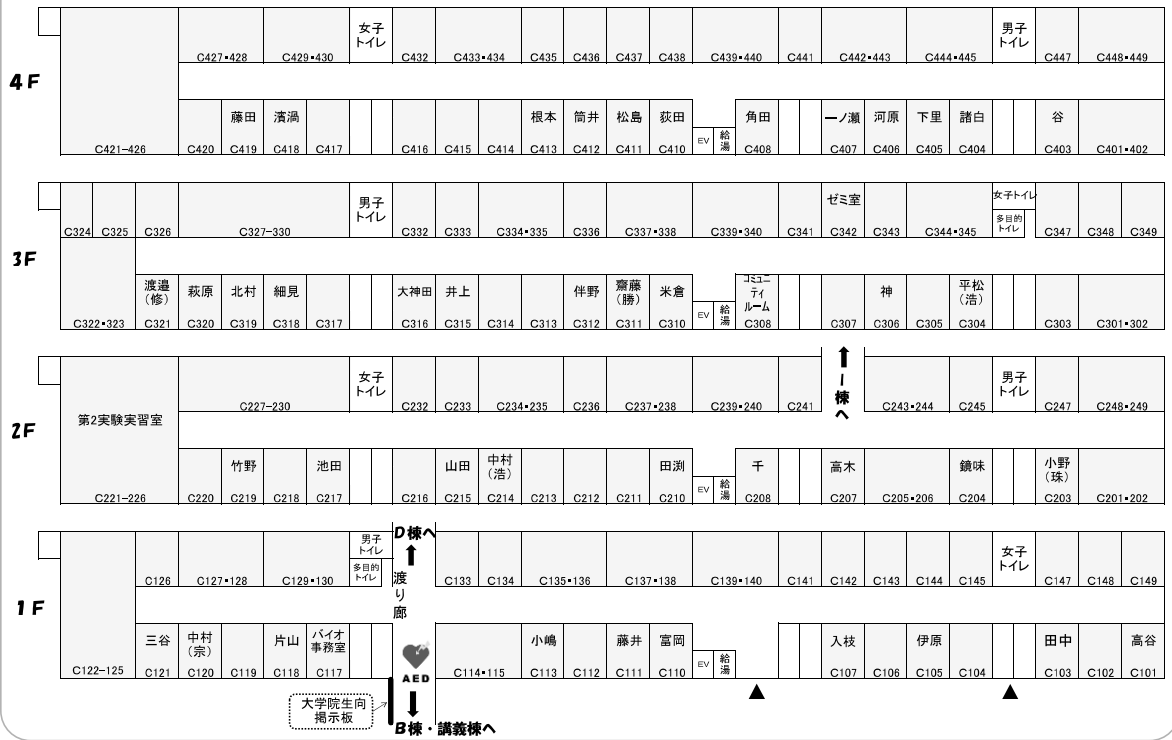 4F
女子
トイレ
C427▪428
C429▪430
C432
C433▪434
C435
C436
C437
C438
C439▪440
C441
C442▪443
C444▪445
男子
トイレ
C447
C448▪449
C421−426
C420
藤田
C419
濱渦
C418
C417
C416
C415
C414
根本
C413
筒井
C412
松島
C411
荻田
C410
EV
給
湯
角田
C408
一ノ瀬
C407
河原
C406
下里
C405
諸白
C404
谷
C403
C401▪402
3F
C324
C325
C326
C327−330
男子
トイレ
C332
C333
C334▪335
C336
C337▪338
C339▪340
C341
ゼミ室
C342
C343
C344▪345
女子トイレ
多目的
トイレ
C347
C348
C349
C322▪323
渡邉
(修)
C321
萩原
C320
北村
C319
細見
C318
C317
大神田
C316
井上
C315
C314
C313
伴野
C312
齋藤
(勝)
C311
米倉
C310
EV
給
湯
コミュニ
ティ
ルーム
C308
C307
神
C306
C305
平松
(浩)
C304
C303
C301▪302
2F
第2実験実習室
C221−226
C227−230
女子
トイレ
C232
C233
C234▪235
C236
C237▪238
C239▪240
C241
I棟へ
C243▪244
C245
男子
トイレ
C247
C248▪249
C220
竹野
C219
C218
池田
C217
C216
山田
C215
中村
(浩)
C214
C213
C212
C211
田渕
C210
EV
給
湯
千
C208
高木
C207
C205▪206
鏡味
C204
小野
(珠)
C203
C201▪202
1F
C126
C127▪128
C129▪130
男子
トイレ
多目的
トイレ
D棟へ
渡り廊
C133
C134
C135▪136
C137▪138
C139▪140
C141
C142
C143
C144
C145
女子
トイレ
C147
C148
C149
C122−125
三谷
C121
中村
(宗)
C120
C119
片山
C118
バイオ
事務室
C117
AED
C114▪115
小嶋
C113
C112
藤井
C111
富岡
C110
EV
給
湯
入枝
C107
C106
伊原
C105
C104
田中
C103
C102
高谷
C101
大学院生向
掲示板
B棟・講義棟へ